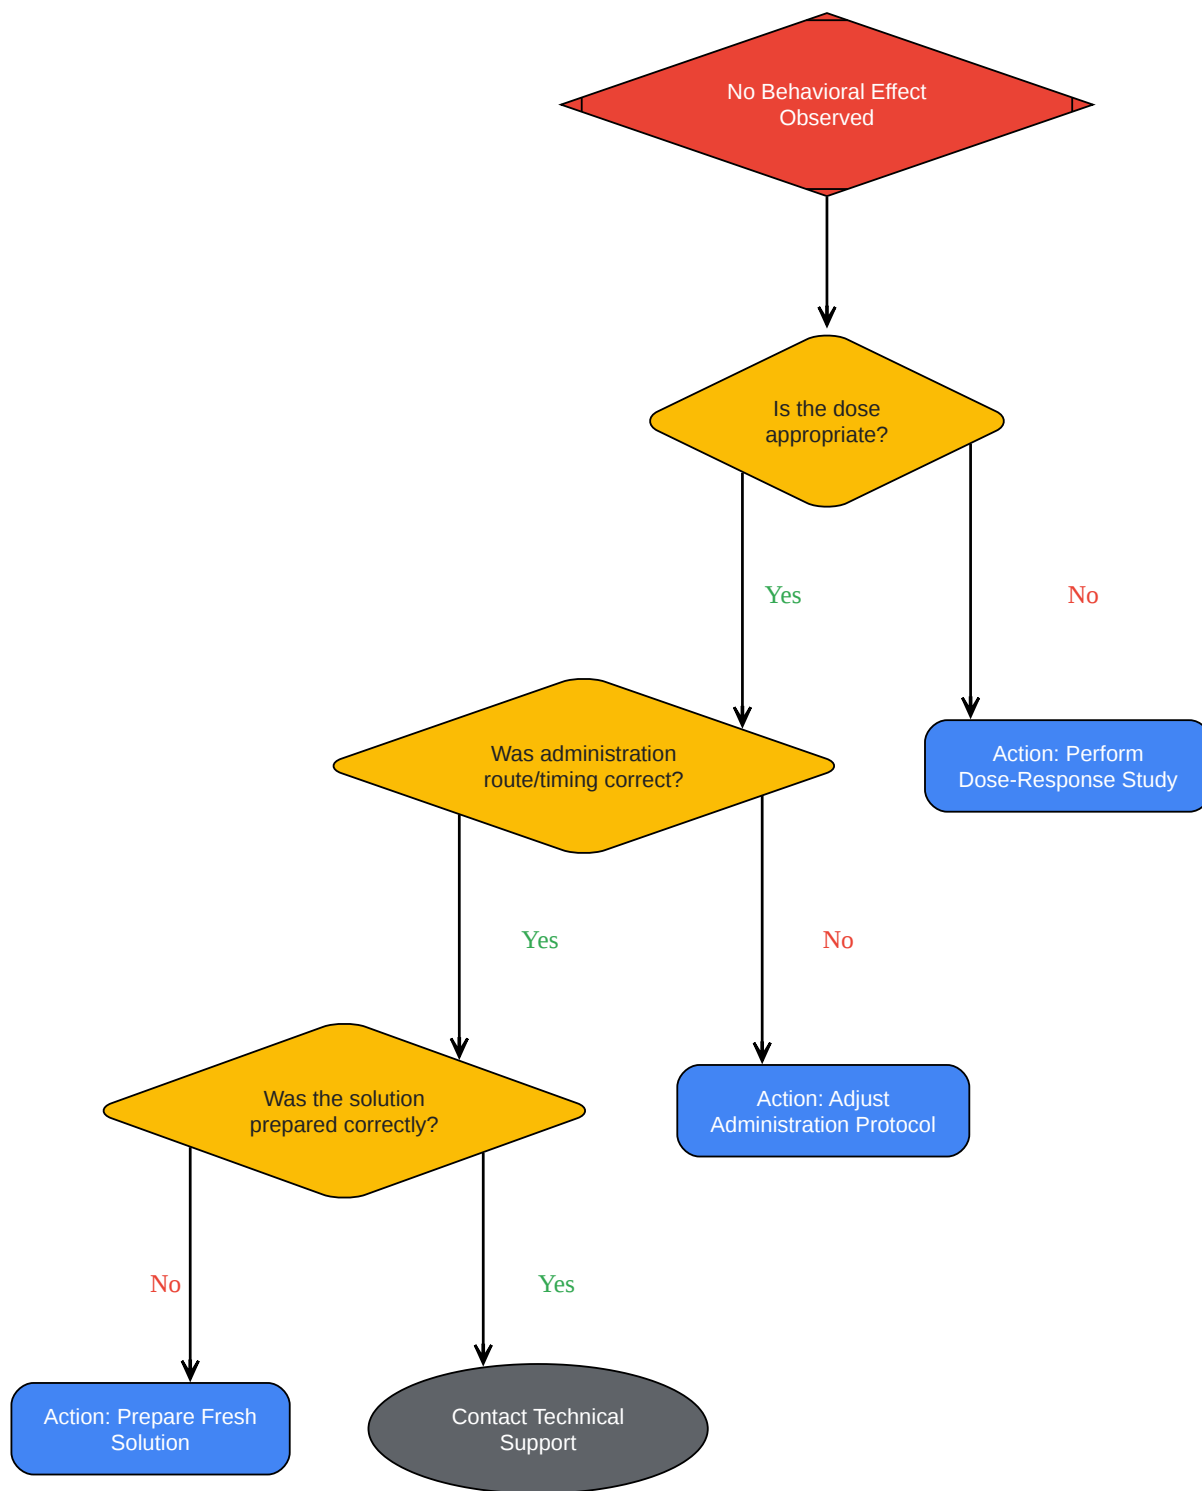 No Behavioral Effect
Observed
Is the dose
appropriate?
Yes
No
Was administration
route/timing correct?
Action: Perform
Dose-Response Study
Yes
No
Was the solution
prepared correctly?
Action: Adjust
Administration Protocol
No
Yes
Action: Prepare Fresh
Solution
Contact Technical
Support